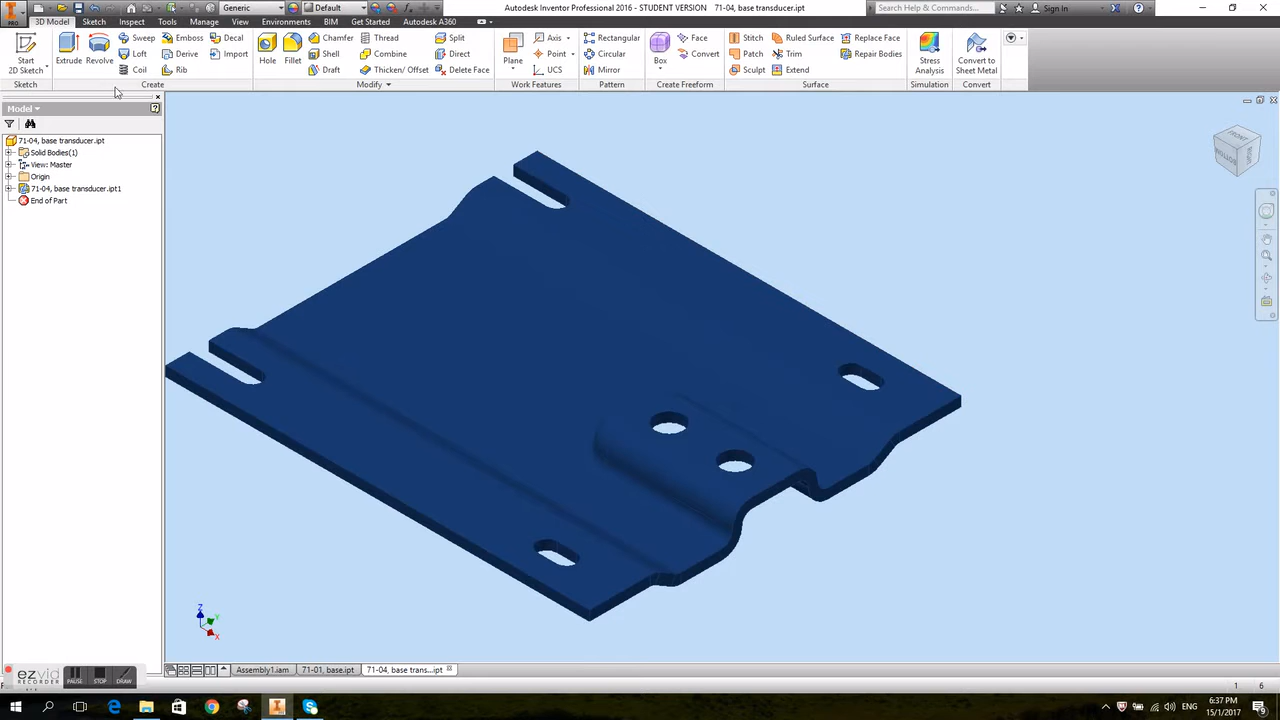 Generic
Default
Autodesk Inventor Professional 2016 - STUDENT VERSION 71-04, base transducer.ipt
Search Help & Commands...
Sign In
PRO
3D Model Sketch Inspect Tools Manage View Environments BIM Get Started Autodesk A360
Start
2D Sketch
Extrude
Revolve
Sweep
Loft
Coil
Emboss
Derive
Rib
Decal
Import
Hole
Fillet
Chamfer
Shell
Draft
Thread
Combine
Thicken/ Offset
Split
Direct
Delete Face
Plane
Axis
Point
UCS
Rectangular
Circular
Mirror
Box
Face
Convert
Stitch
Patch
Sculpt
Ruled Surface
Trim
Extend
Replace Face
Repair Bodies
Stress
Analysis
Convert to
Sheet Metal
Sketch Create Modify Work Features Pattern Create Freeform Surface Simulation Convert
Model
71-04, base transducer.ipt
Solid Bodies(1)
View: Master
Origin
71-04, base transducer.ipt1
End of Part
FRONT
BOTTOM
Z
Y
X
Assembly1.iam 71-01, base.ipt 71-04, base trans...ipt
ezvid
RECORDER
PAUSE STOP DRAW
1 6
ENG
6:37 PM
15/1/2017